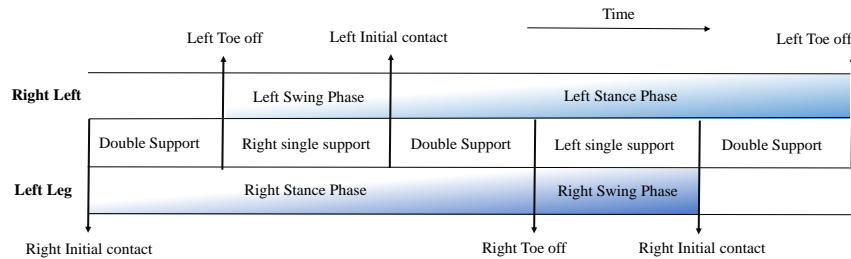 Time
Left Toe off
Left Initial contact
Left Toe off
Right Left
Left Swing Phase
Left Stance Phase
Double Support
Right single support
Double Support
Left single support
Double Support
Left Leg
Right Stance Phase
Right Swing Phase
Right Initial contact
Right Toe off
Right Initial contact